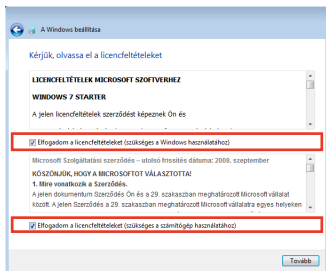 A Windows beállítása
Kérjük, olvassa el a licencfeltételeket
LICENCFELTÉTELEK MICROSOFT SZOFTVERHEZ
WINDOWS 7 STARTER
A jelen licencfeltételek szerződést képeznek Ön és
Elfogadom a licencfeltételeket (szükséges a Windows használatához)
Microsoft Szolgáltatási szerződés – utolsó frissítés dátuma: 2008. szeptember
KÖSZÖNJÜK, HOGY A MICROSOFTOT VÁLASZTOTTA!
1. Mire vonatkozik a Szerződés.
A jelen dokumentum Szerződés Ön és a 29. szakaszban meghatározott Microsoft vállalat
között. A jelen Szerződés a 29. szakaszban meghatározott Microsoft vállalatra egyes helyeken
Elfogadom a licencfeltételeket (szükséges a számítógép használatához)
Tovább